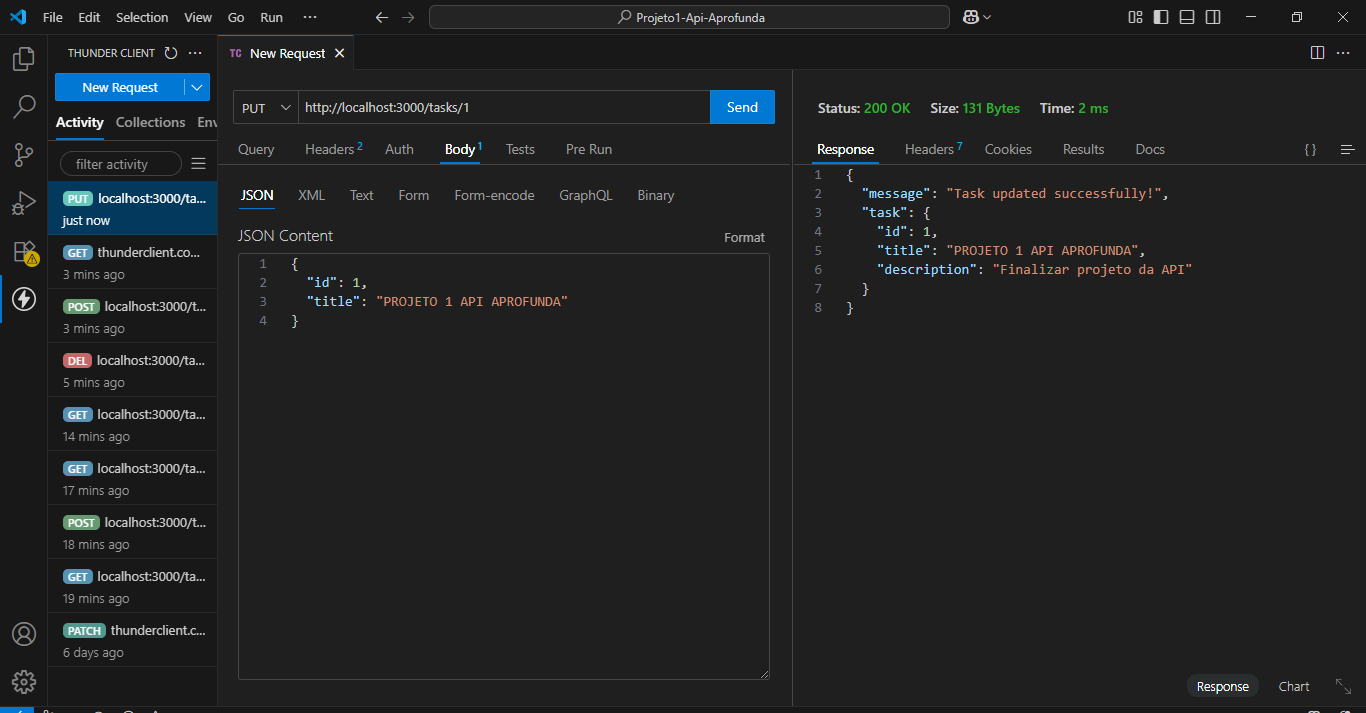 File Edit Selection View Go Run ··· Projeto1-Api-Aprofunda
THUNDER CLIENT ···
New Request
Activity Collections Env
filter activity
PUT localhost:3000/ta...
just now
GET thunderclient.co...
3 mins ago
POST localhost:3000/t...
3 mins ago
DEL localhost:3000/ta...
5 mins ago
GET localhost:3000/ta...
14 mins ago
GET localhost:3000/ta...
17 mins ago
POST localhost:3000/t...
18 mins ago
GET localhost:3000/ta...
19 mins ago
PATCH thunderclient.c...
6 days ago
TC New Request
PUT http://localhost:3000/tasks/1 Send
Query Headers 2 Auth Body 1 Tests Pre Run
JSON XML Text Form Form-encode GraphQL Binary
JSON Content Format
1 {
2 "id": 1,
3 "title": "PROJETO 1 API APROFUNDA"
4 }
Status: 200 OK Size: 131 Bytes Time: 2 ms
Response Headers 7 Cookies Results Docs { }
1 {
2 "message": "Task updated successfully!",
3 "task": {
4 "id": 1,
5 "title": "PROJETO 1 API APROFUNDA",
6 "description": "Finalizar projeto da API"
7 }
8 }
Response Chart